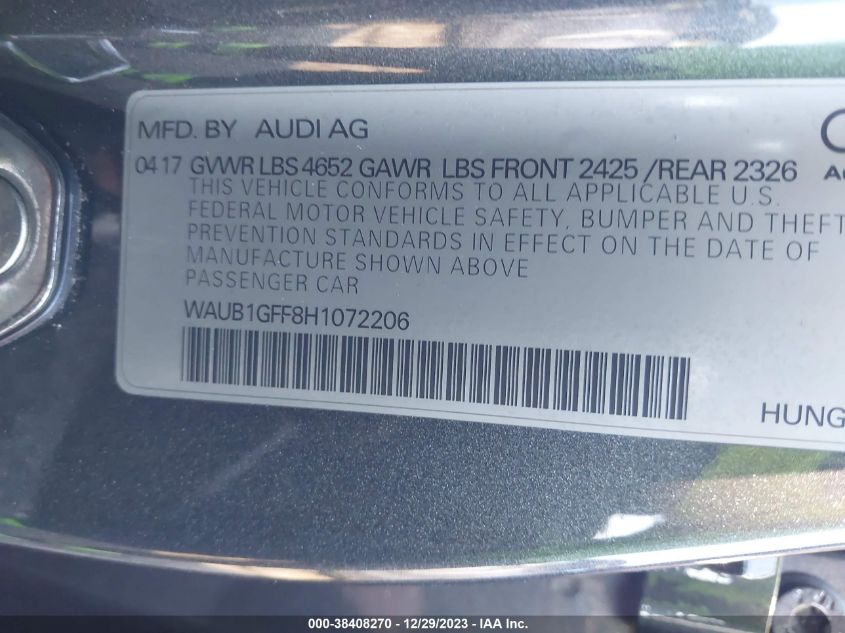 MFD. BY AUDI AG
04 17 GVWR LBS 4652 GAWR LBS FRONT 2425 /REAR 2326
THIS VEHICLE CONFORMS TO ALL APPLICABLE U.S.
FEDERAL MOTOR VEHICLE SAFETY, BUMPER AND THEFT
PREVENTION STANDARDS IN EFFECT ON THE DATE OF
MANUFACTURE SHOWN ABOVE
PASSENGER CAR
WAUB1GFF8H1072206
HUNG
000-38408270 - 12/29/2023 - IAA Inc.